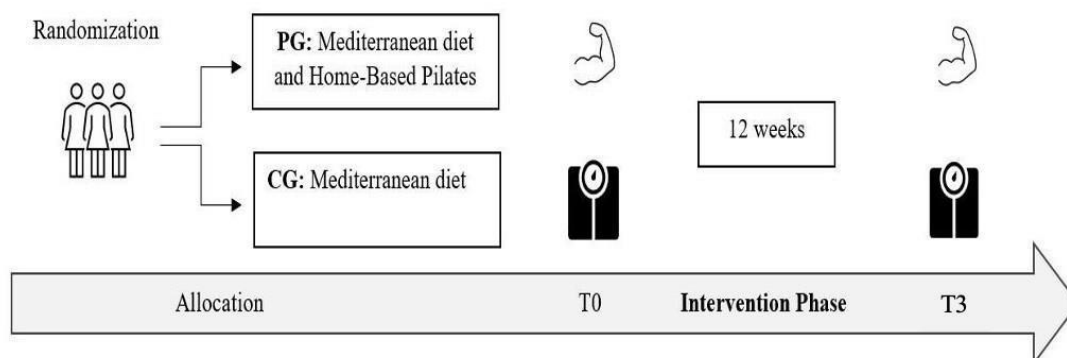 Randomization
PG: Mediterranean diet
and Home-Based Pilates
CG: Mediterranean diet
12 weeks
Allocation
T0
Intervention Phase
T3